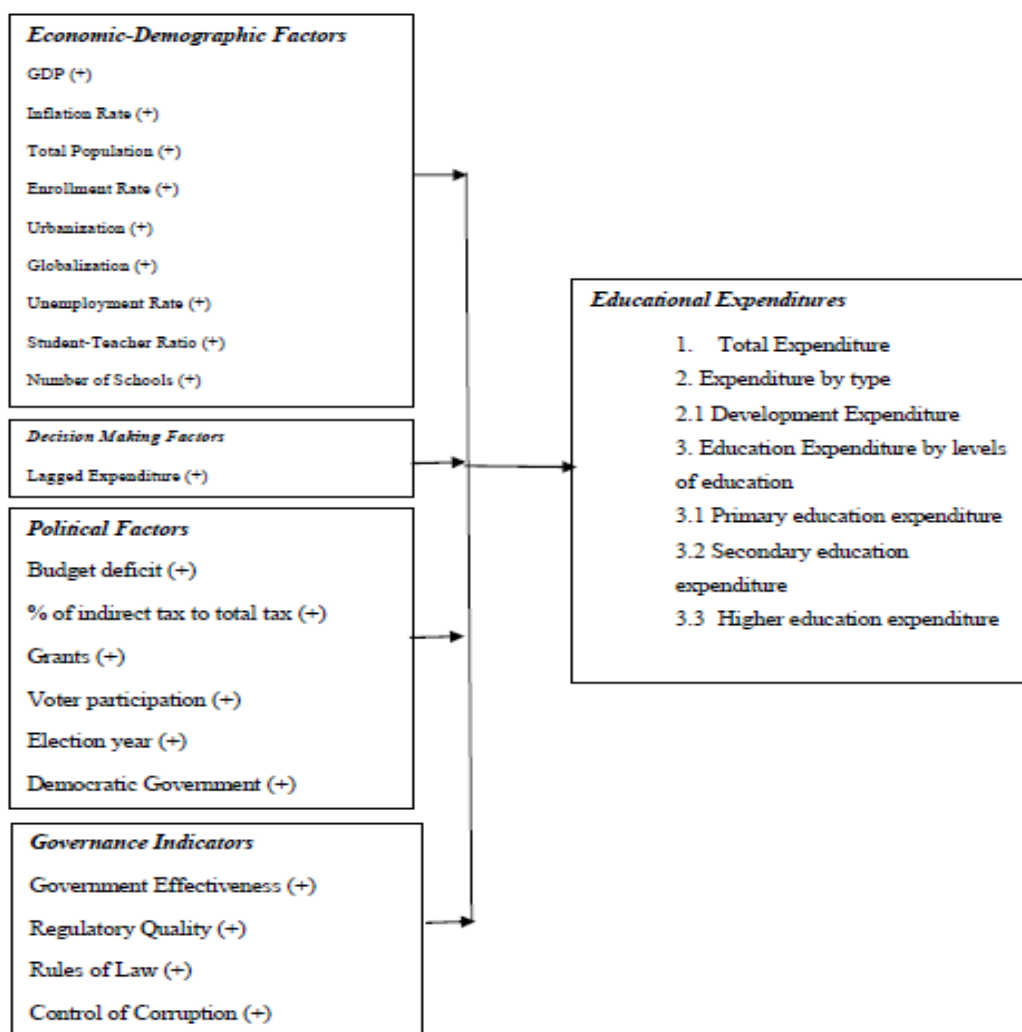 Economic-Demographic Factors
GDP (+)
Inflation Rate (+)
Total Population (+)
Enrollment Rate (+)
Urbanization (+)
Globalization (+)
Unemployment Rate (+)
Student-Teacher Ratio (+)
Number of Schools (+)
Decision Making Factors
Lagged Expenditure (+)
Political Factors
Budget deficit (+)
% of indirect tax to total tax (+)
Grants (+)
Voter participation (+)
Election year (+)
Democratic Government (+)
Governance Indicators
Government Effectiveness (+)
Regulatory Quality (+)
Rules of Law (+)
Control of Corruption (+)
Educational Expenditures
1. Total Expenditure
2. Expenditure by type
2.1 Development Expenditure
3. Education Expenditure by levels
of education
3.1 Primary education expenditure
3.2 Secondary education
expenditure
3.3 Higher education expenditure